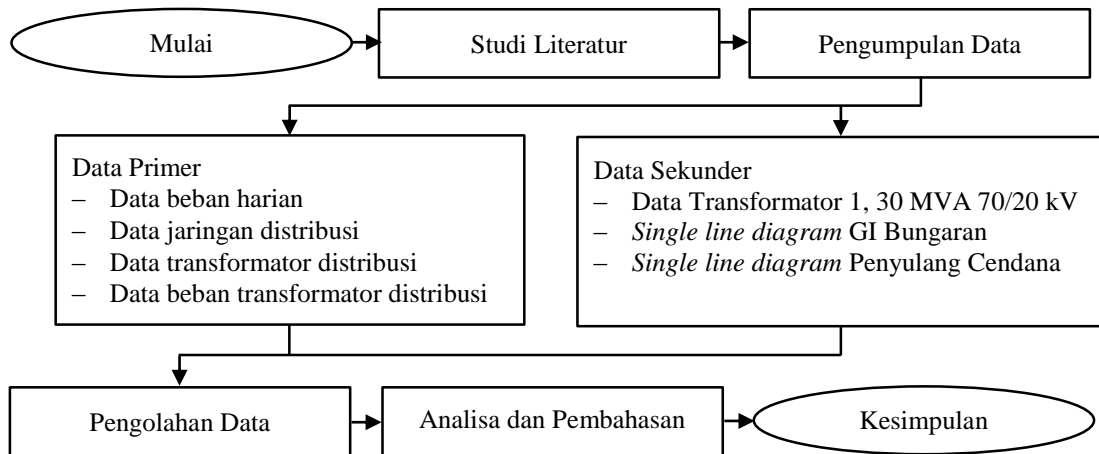 Mulai
Studi Literatur
Pengumpulan Data
Data Primer
– Data beban harian
– Data jaringan distribusi
– Data transformator distribusi
– Data beban transformator distribusi
Data Sekunder
– Data Transformator 1, 30 MVA 70/20 kV
– Single line diagram GI Bungaran
– Single line diagram Penyulang Cendana
Pengolahan Data
Analisa dan Pembahasan
Kesimpulan